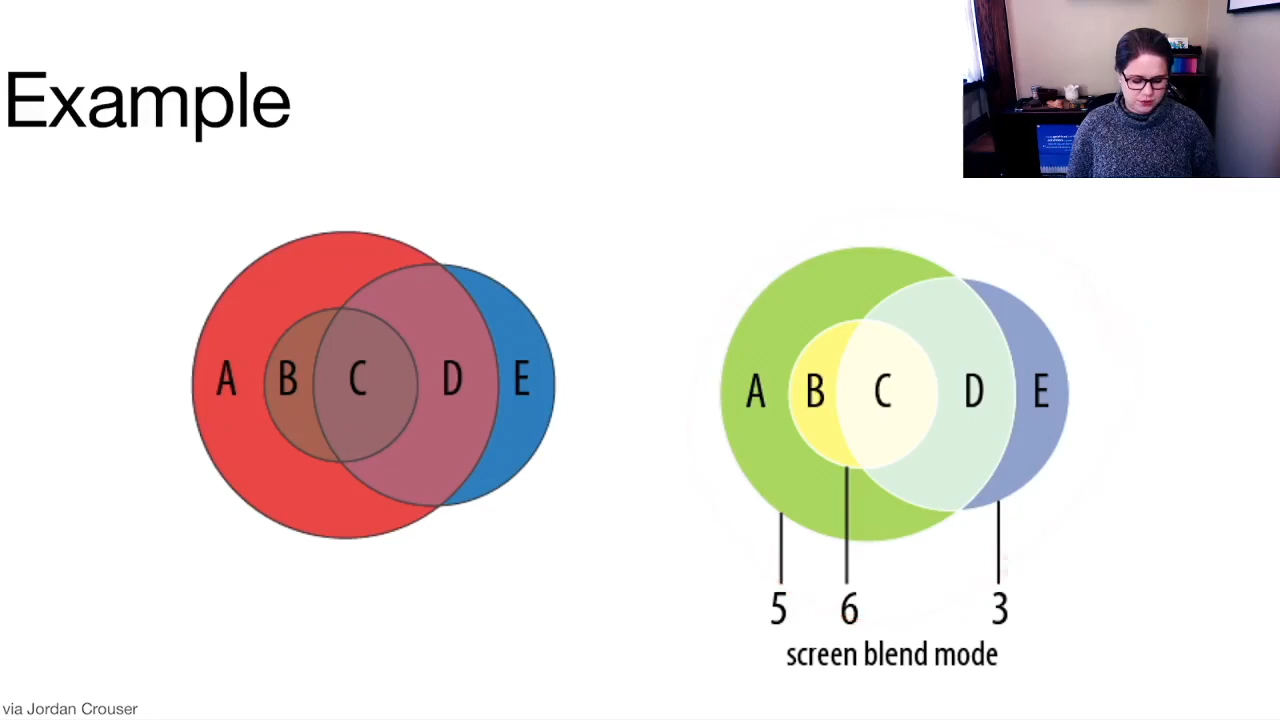 Example
A B C D E
A B C D E
5 6 3
screen blend mode
via Jordan Crouser